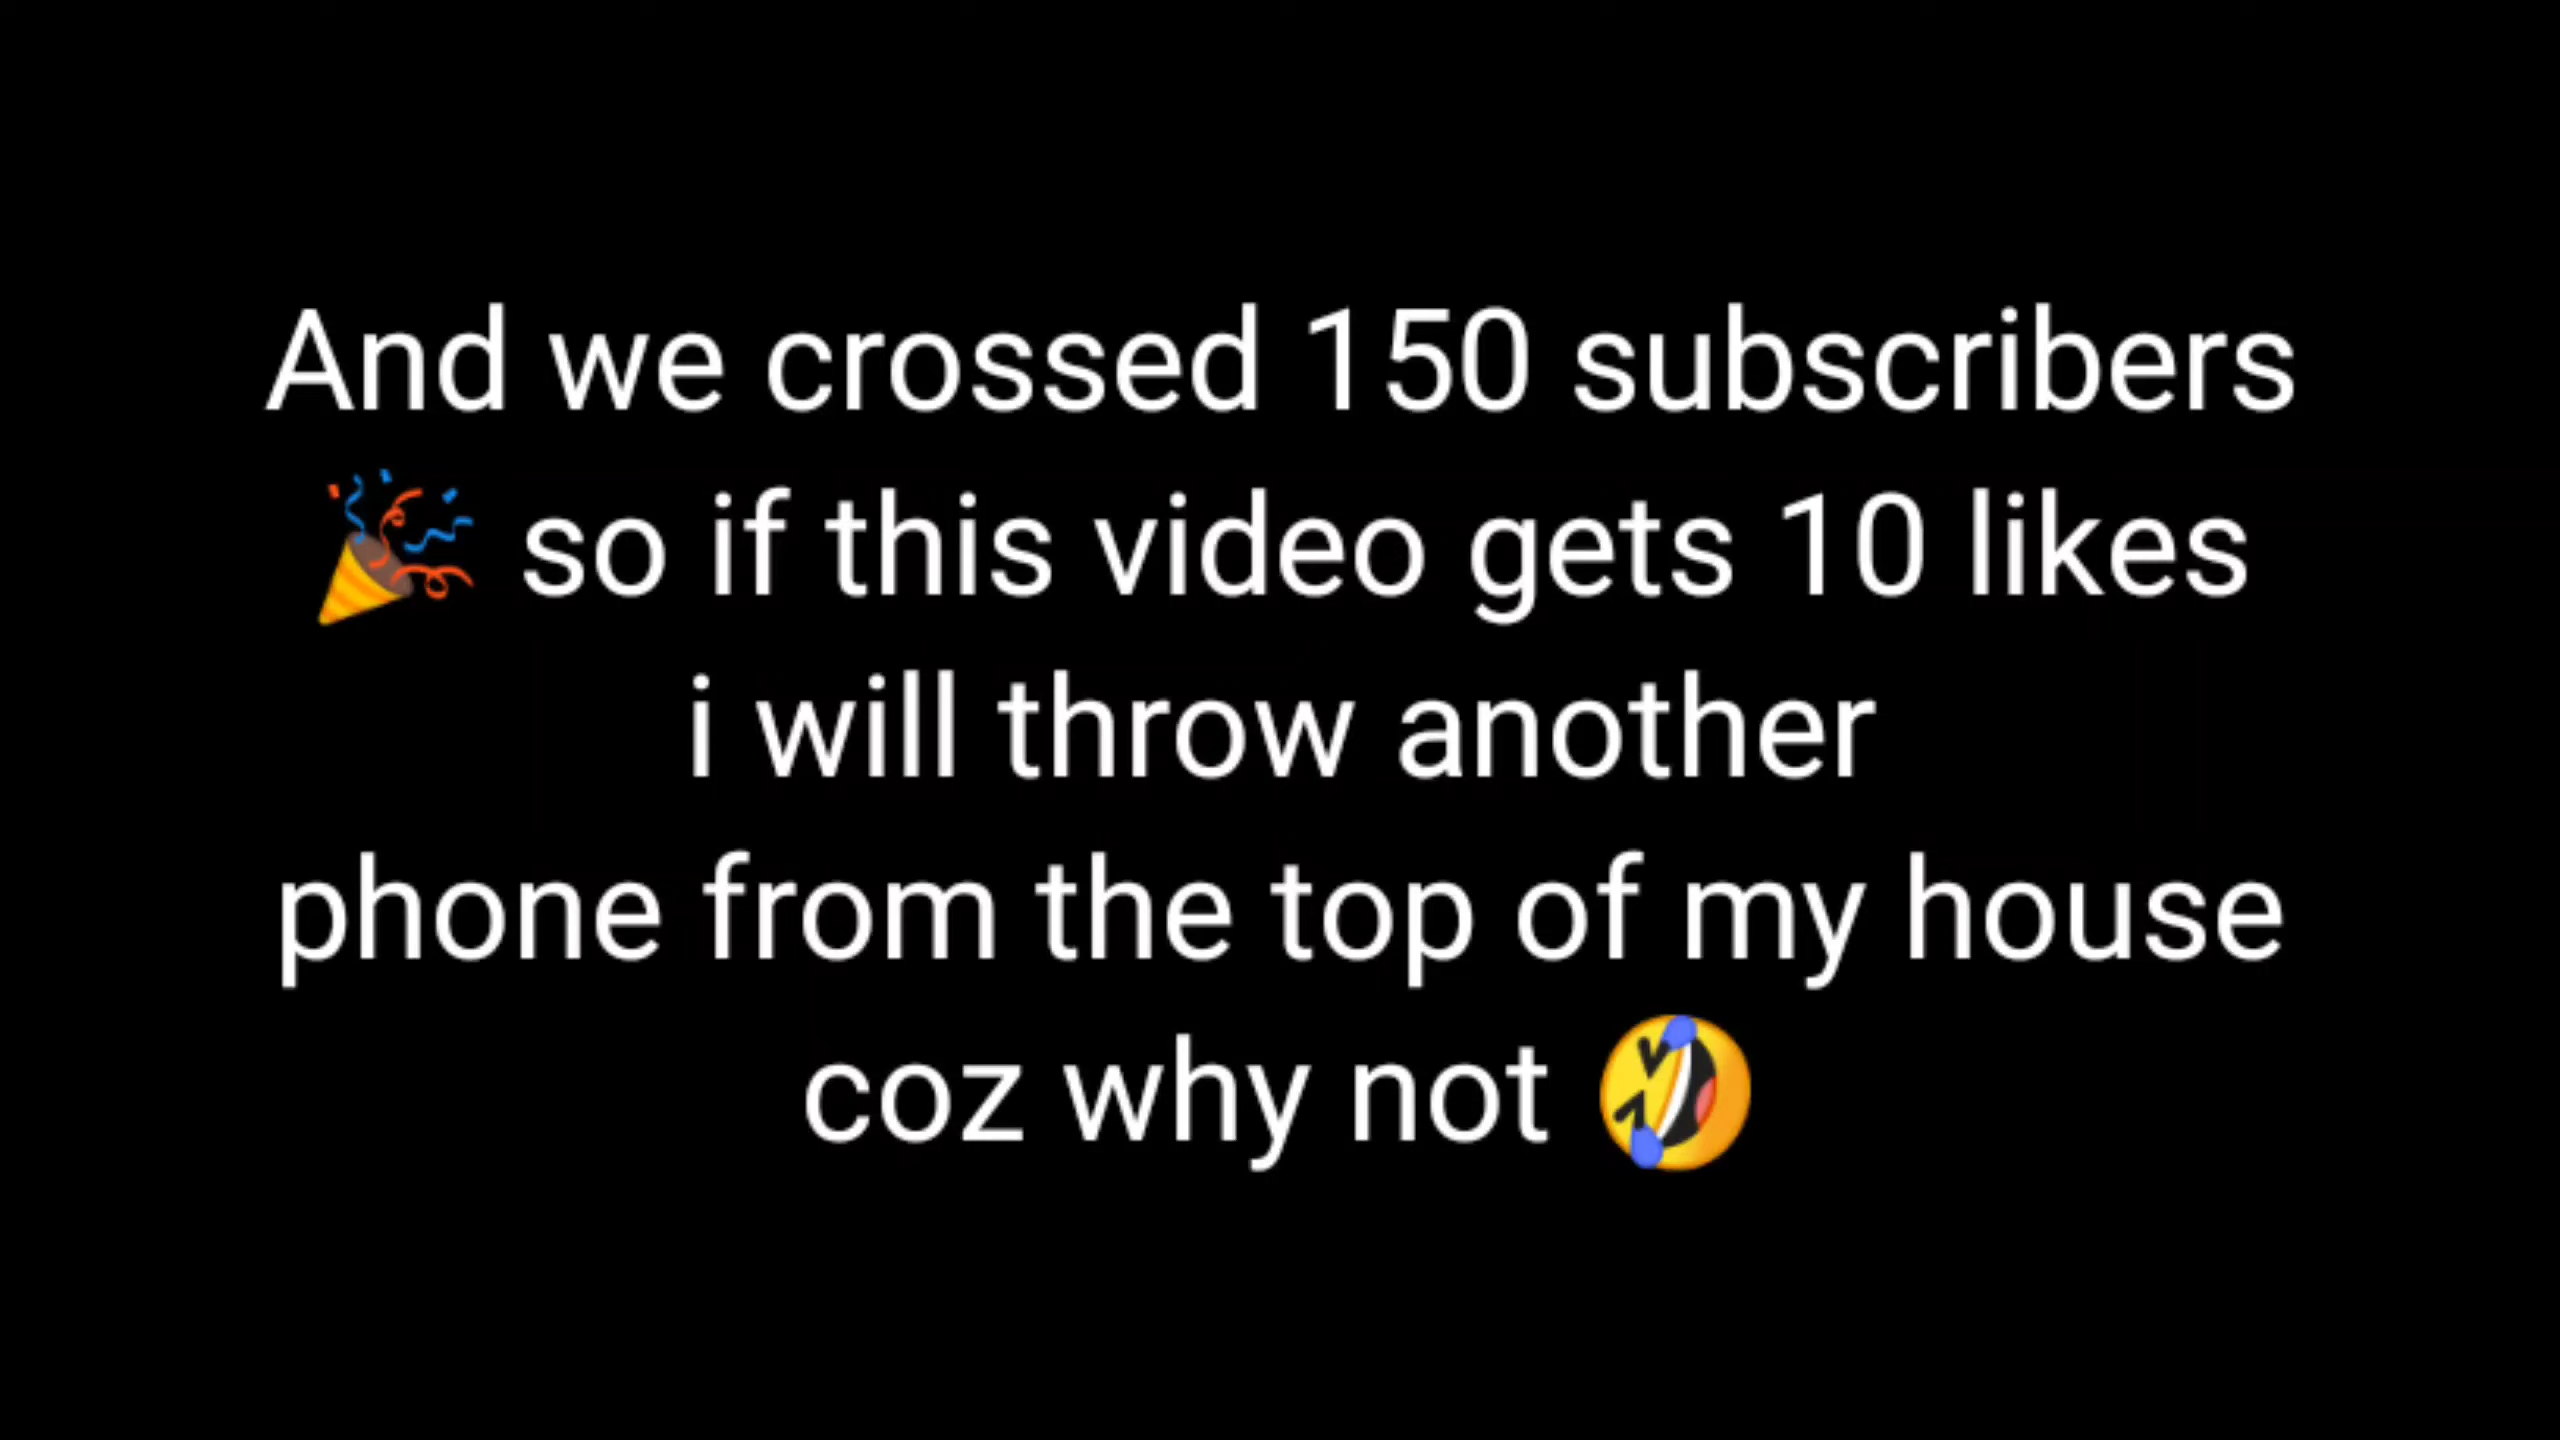 And we crossed 150 subscribers
🎉 so if this video gets 10 likes
i will throw another
phone from the top of my house
coz why not 🤣